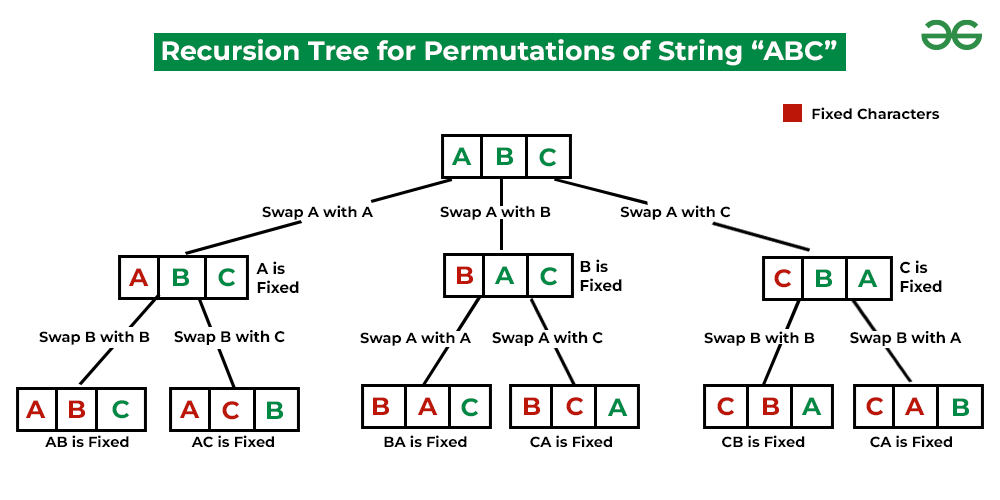 Recursion Tree for Permutations of String “ABC”
Fixed Characters
A B C
Swap A with A
Swap A with B
Swap A with C
A B C
A is
Fixed
B A C
B is
Fixed
C B A
C is
Fixed
Swap B with B
Swap B with C
Swap A with A
Swap A with C
Swap B with B
Swap B with A
A B C
A C B
B A C
B C A
C B A
C A B
AB is Fixed
AC is Fixed
BA is Fixed
CA is Fixed
CB is Fixed
CA is Fixed